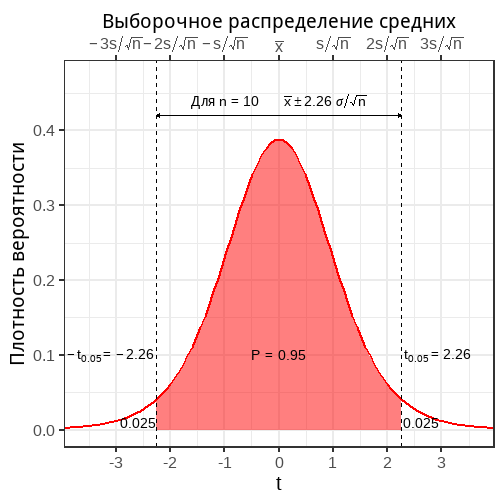 Выборочное распределение средних
−3s/√n −2s/√n −s/√n x̅ s/√n 2s/√n 3s/√n
Для n = 10 x̅ ± 2.26 σ/√n
Плотность вероятности
0.4
0.3
0.2
0.1
0.0
−t0.05 = −2.26
P = 0.95
t0.05 = 2.26
0.025
0.025
-3 -2 -1 0 1 2 3
t